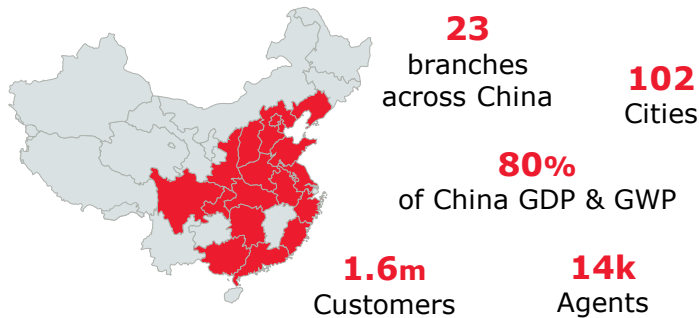 23
branches
across China
102
Cities
80%
of China GDP & GWP
1.6m
Customers
14k
Agents